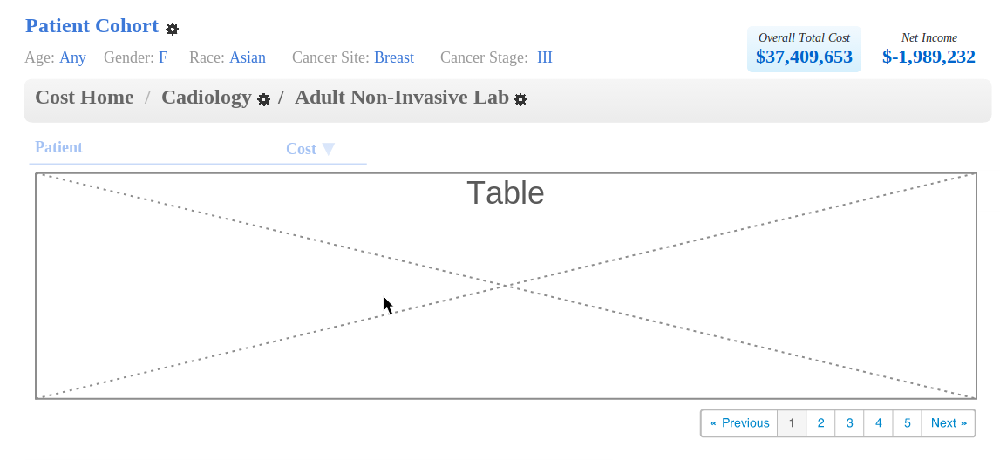 Patient Cohort
Overall Total Cost Net Income
Age: Any Gender: F Race: Asian Cancer Site: Breast Cancer Stage: III $37,409,653 $-1,989,232
Cost Home / Cadiology / Adult Non-Invasive Lab
Patient Cost ▼
Table
« Previous 1 2 3 4 5 Next »